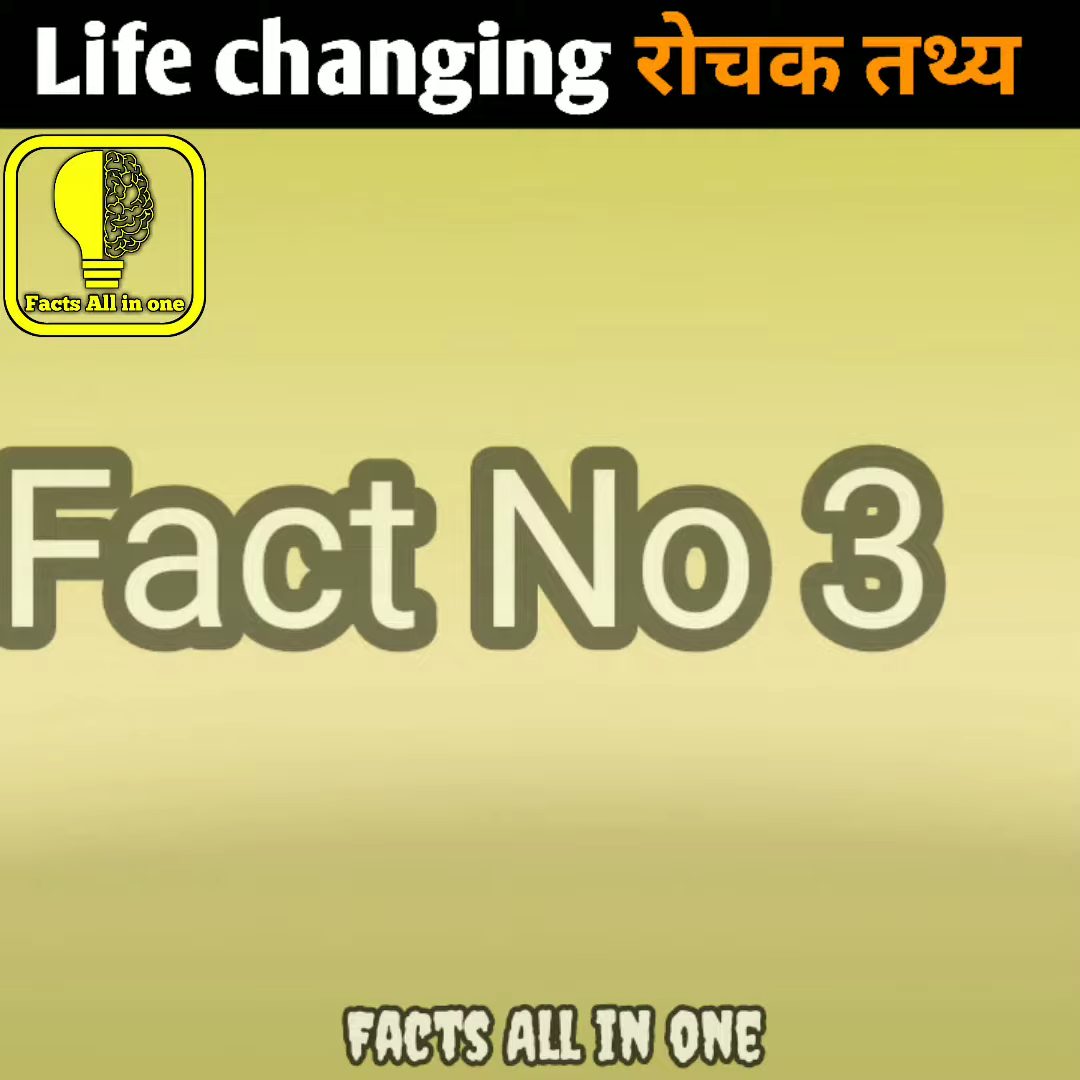 Life changing रोचक तथ्य
Facts All in one
Fact No 3
FACTS ALL IN ONE